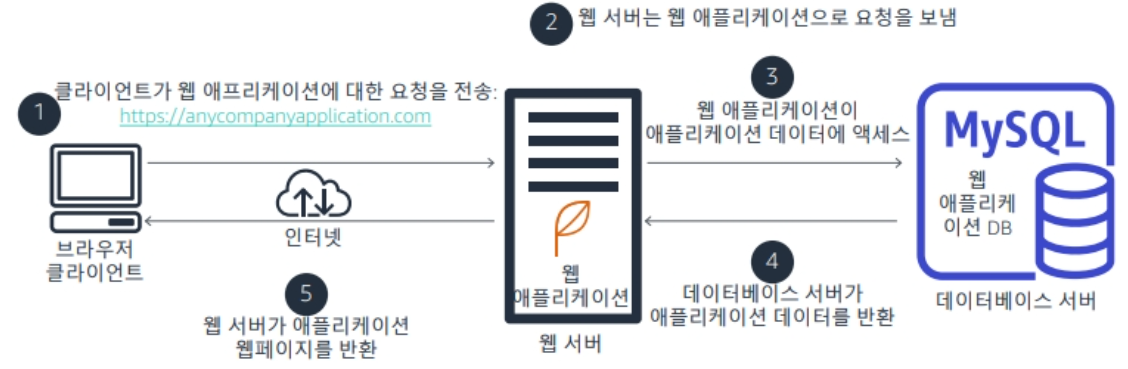 2
웹 서버는 웹 애플리케이션으로 요청을 보냄
1
클라이언트가 웹 애프리케이션에 대한 요청을 전송:
https://anycompanyapplication.com
3
웹 애플리케이션이
애플리케이션 데이터에 액세스
MySQL
웹
애플리케
이션 DB
브라우저
클라이언트
인터넷
웹
애플리케이션
웹 서버
4
데이터베이스 서버가
애플리케이션 데이터를 반환
데이터베이스 서버
5
웹 서버가 애플리케이션
웹페이지를 반환